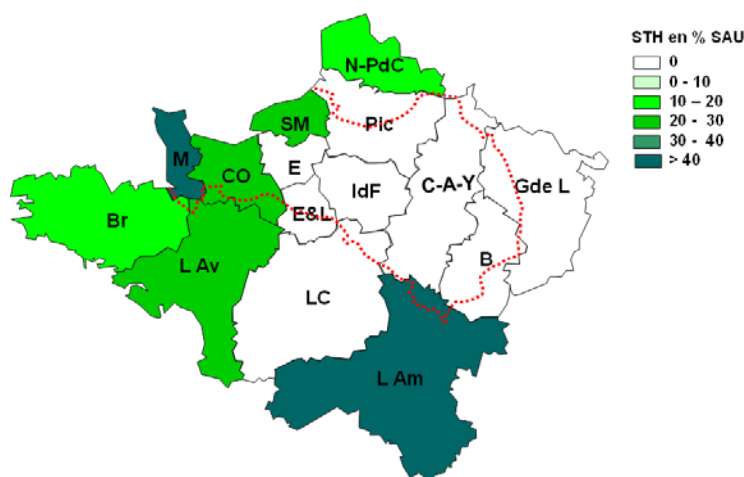 STH en % SAU
0
0 - 10
10 – 20
20 - 30
30 - 40
> 40
N-PdC
Pic
SM
M
CO
E
IdF
C-A-Y
Gde L
Br
E&L
L Av
B
LC
L Am